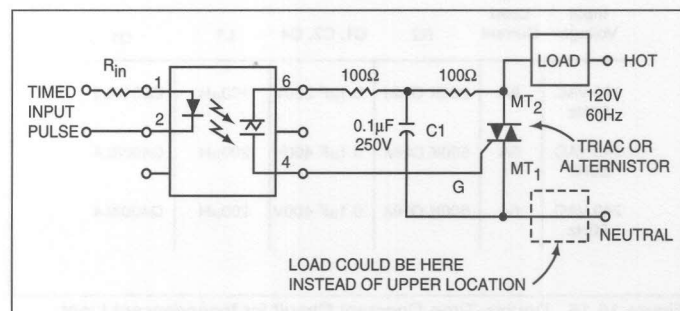 Rin
TIMED
INPUT
PULSE
1
2
6
4
100Ω
100Ω
0.1µF
250V
C1
G
LOAD
HOT
MT2
MT1
120V
60Hz
TRIAC OR
ALTERNISTOR
NEUTRAL
LOAD COULD BE HERE
INSTEAD OF UPPER LOCATION